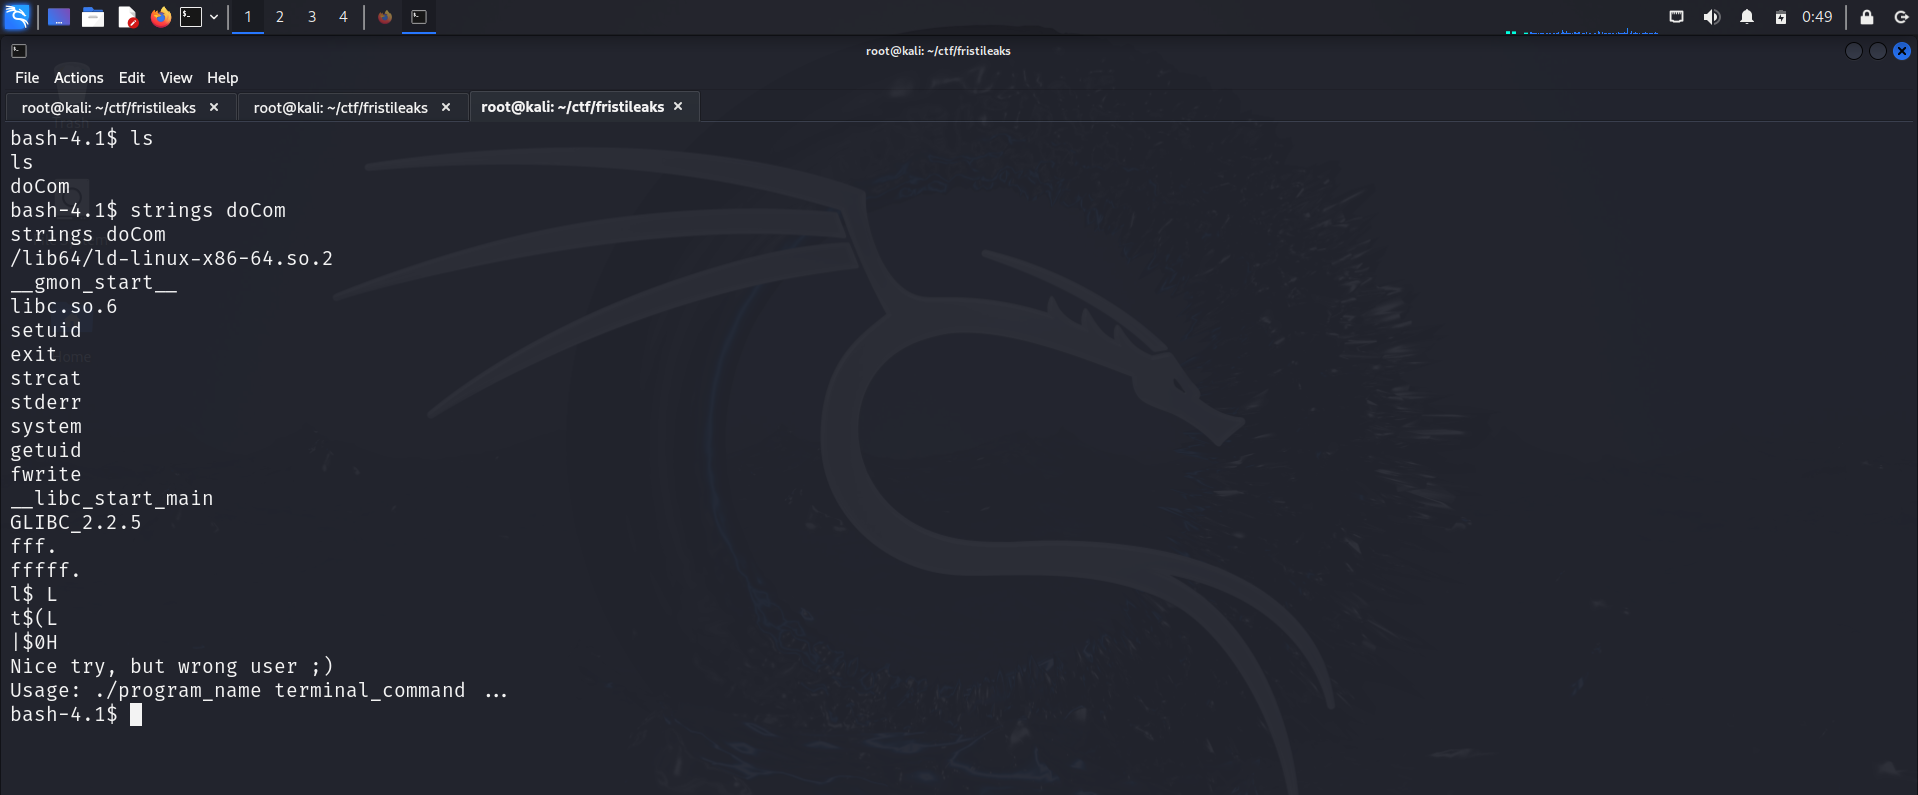 1 2 3 4 0:49
root@kali: ~/ctf/fristileaks
File Actions Edit View Help
root@kali: ~/ctf/fristileaks root@kali: ~/ctf/fristileaks root@kali: ~/ctf/fristileaks
bash-4.1$ ls
ls
doCom
bash-4.1$ strings doCom
strings doCom
/lib64/ld-linux-x86-64.so.2
__gmon_start__
libc.so.6
setuid
exit
Home
strcat
stderr
system
getuid
fwrite
__libc_start_main
GLIBC_2.2.5
fff.
fffff.
l$ L
t$(L
|$0H
Nice try, but wrong user ;)
Usage: ./program_name terminal_command ...
bash-4.1$